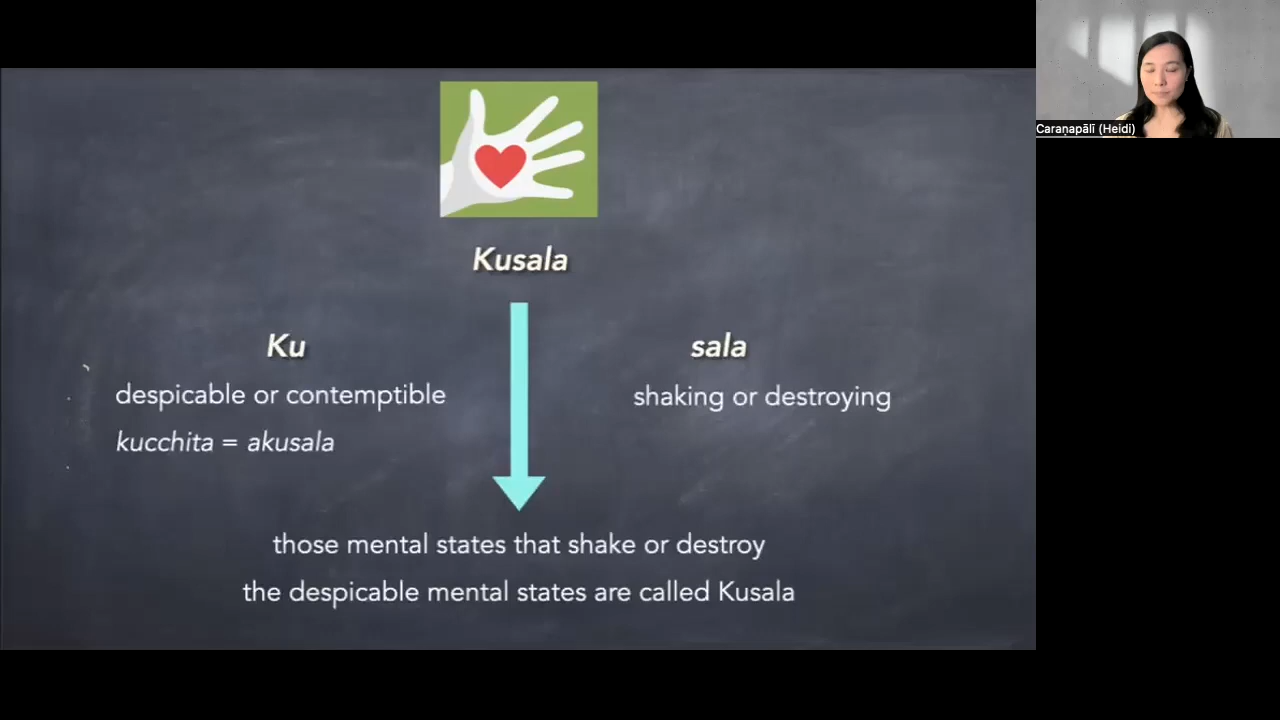 Caraṇapālī (Heidi)
Kusala
Ku
despicable or contemptible
kucchita = akusala
sala
shaking or destroying
those mental states that shake or destroy
the despicable mental states are called Kusala